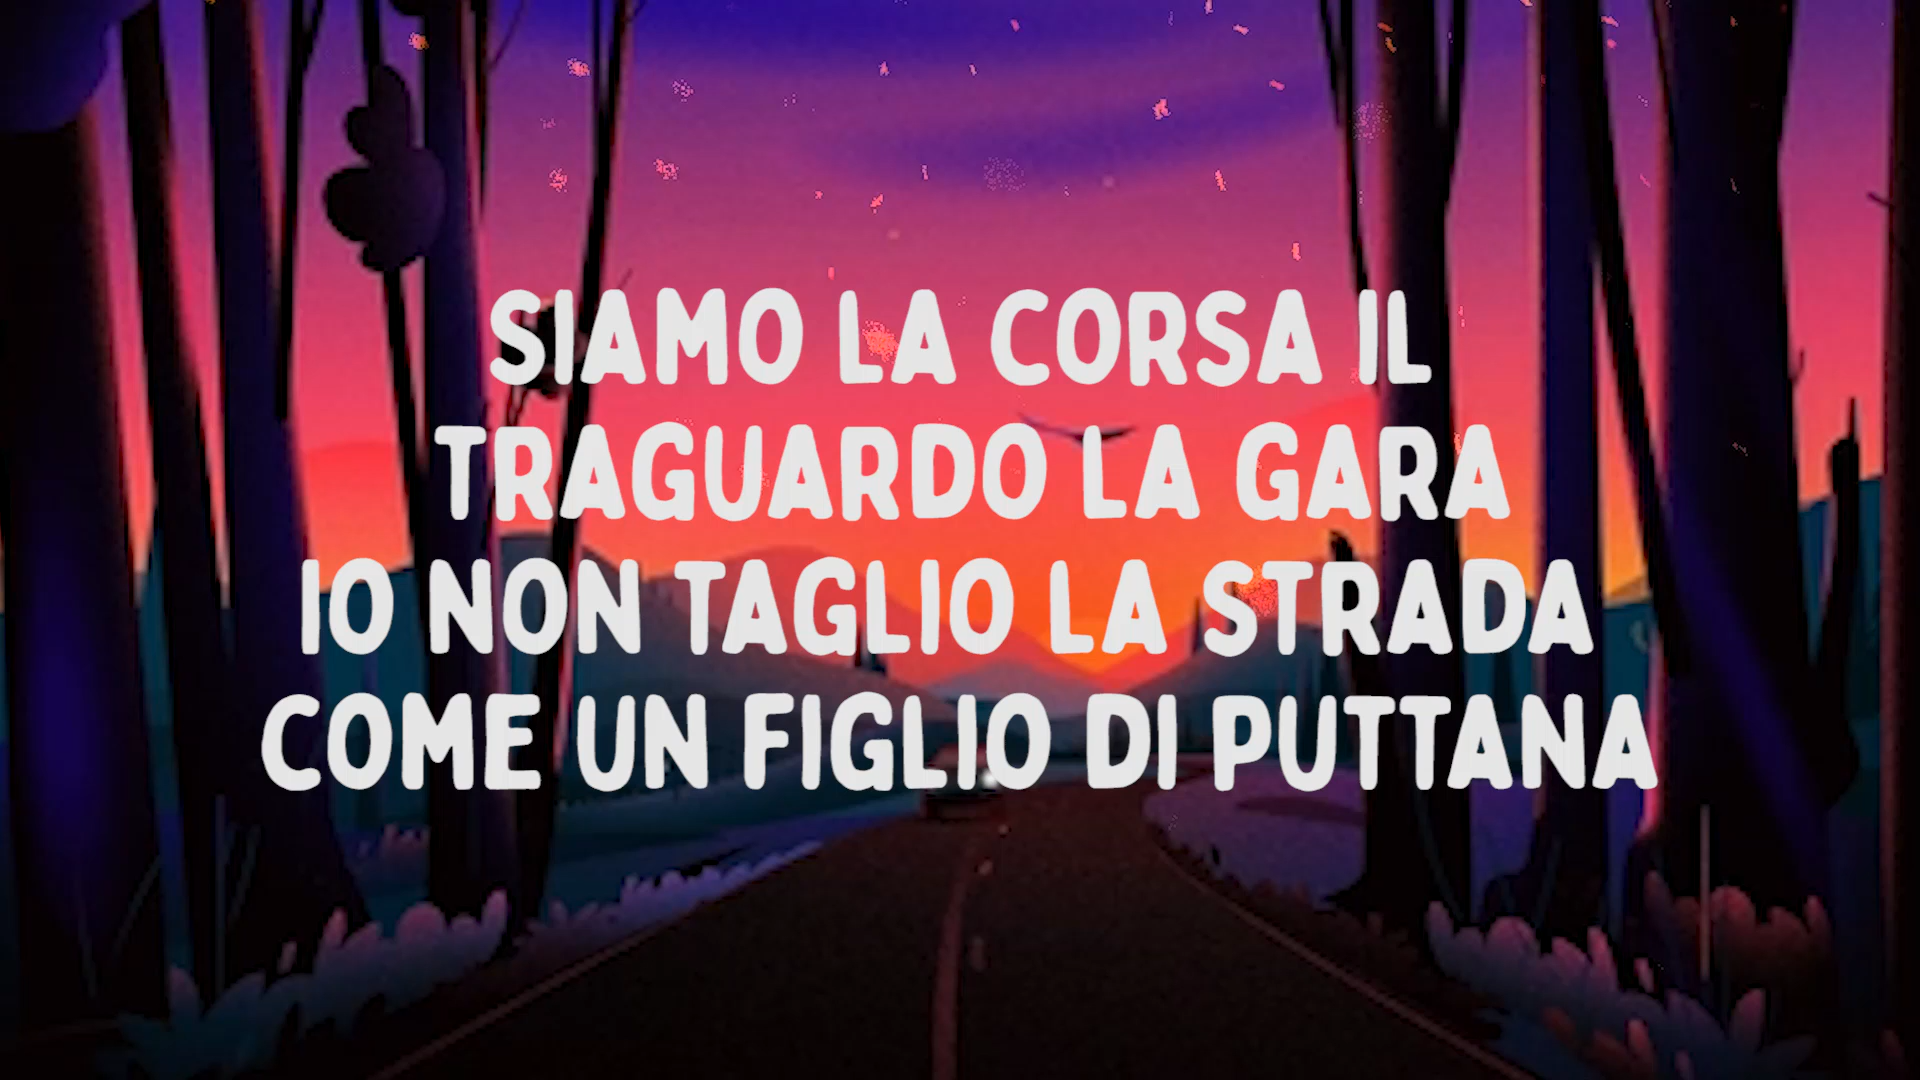 SIAMO LA CORSA IL
TRAGUARDO LA GARA
IO NON TAGLIO LA STRADA
COME UN FIGLIO DI PUTTANA